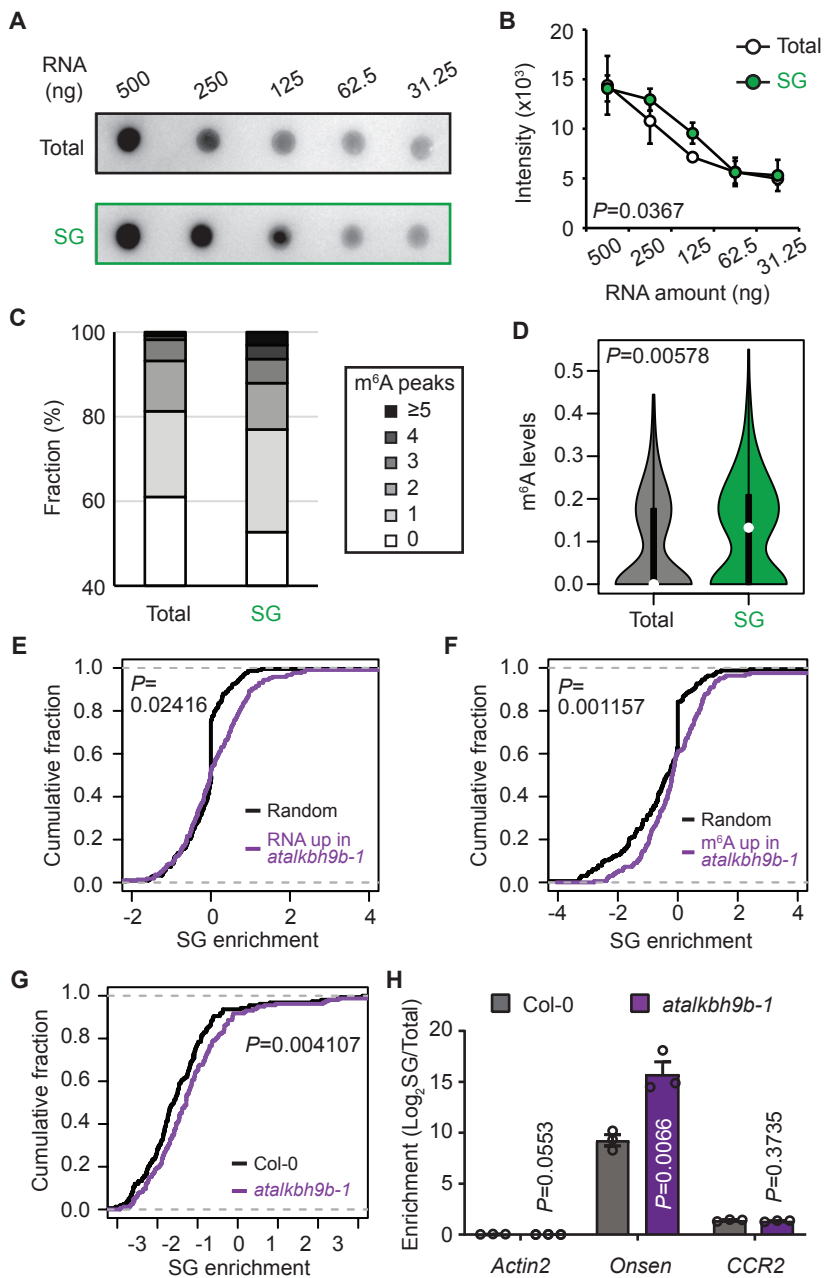 A
RNA
(ng)
500 250 125 62.5 31.25
Total
SG
B
Total
SG
Intensity (x10³)
20
15
10
5
0
P=0.0367
500 250 125 62.5 31.25
RNA amount (ng)
C
Fraction (%)
100
80
60
40
Total SG
m⁶A peaks
≥5
4
3
2
1
0
D
P=0.00578
m⁶A levels
0.5
0.4
0.3
0.2
0.1
0.0
Total SG
E
P=
0.02416
Cumulative fraction
1.0
0.8
0.6
0.4
0.2
0.0
Random
RNA up in
atalkbh9b-1
-2 0 2 4
SG enrichment
F
P=
0.001157
Cumulative fraction
1.0
0.8
0.6
0.4
0.2
0.0
Random
m⁶A up in
atalkbh9b-1
-4 -2 0 2 4
SG enrichment
G
P=0.004107
Cumulative fraction
1.0
0.8
0.6
0.4
0.2
0.0
Col-0
atalkbh9b-1
-3 -2 -1 0 1 2 3
SG enrichment
H
Col-0 atalkbh9b-1
Enrichment (Log₂SG/Total)
20
15
10
5
0
P=0.0553
P=0.0066
P=0.3735
Actin2 Onsen CCR2